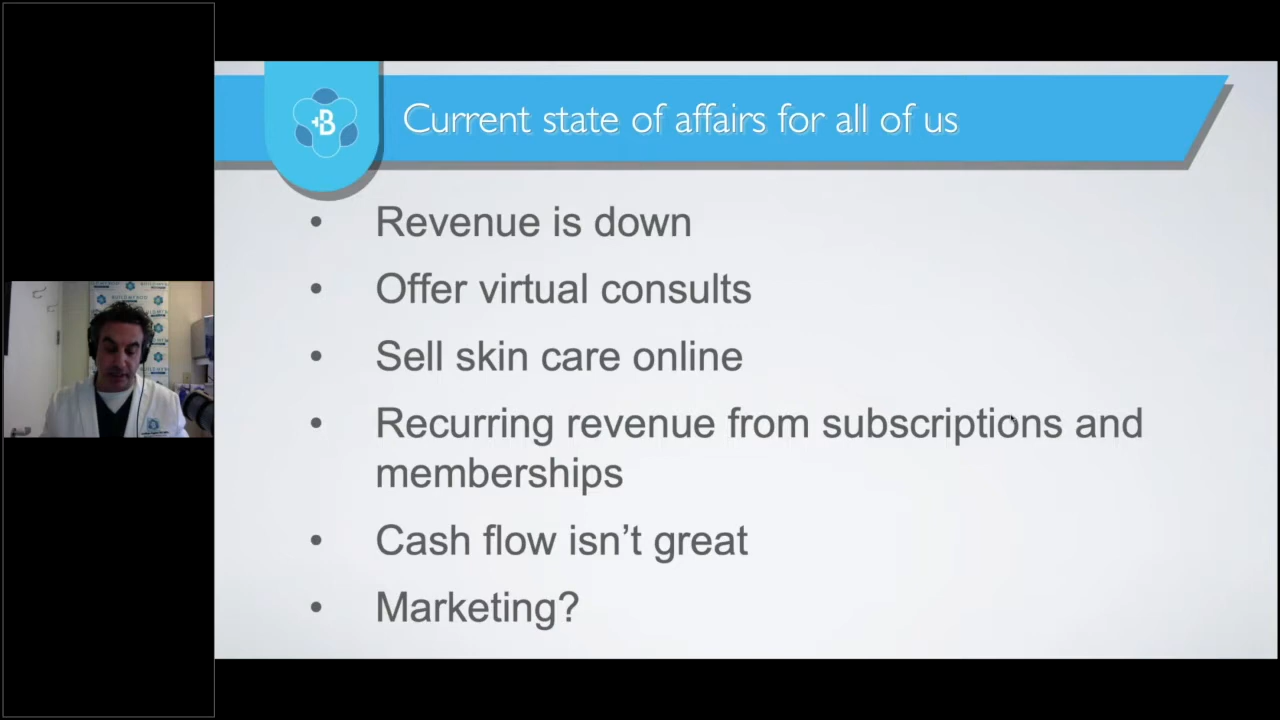 +B
Current state of affairs for all of us
• Revenue is down
• Offer virtual consults
• Sell skin care online
• Recurring revenue from subscriptions and
memberships
• Cash flow isn't great
• Marketing?